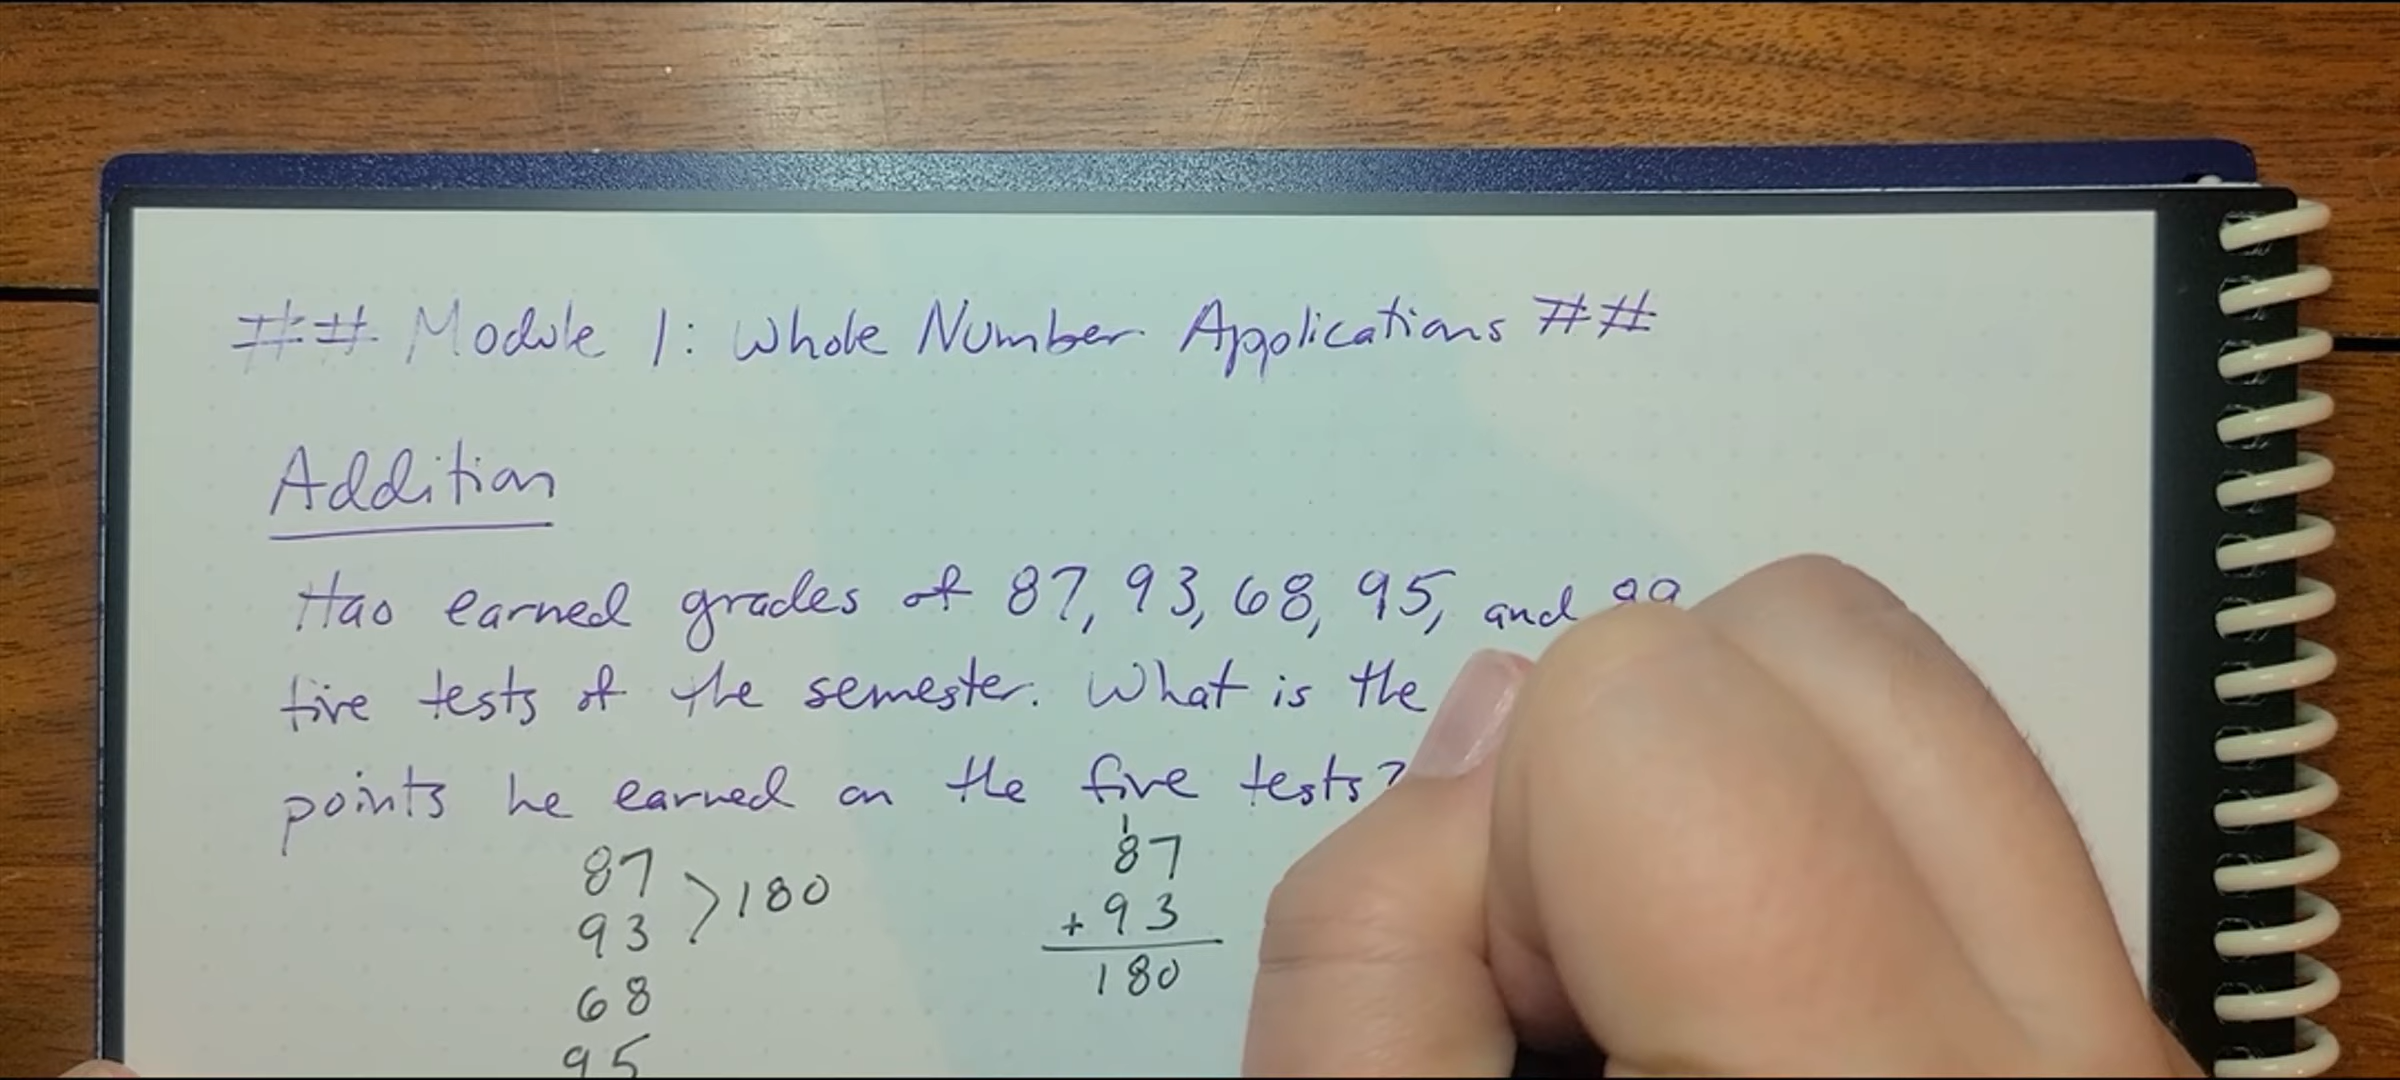 ## Module 1: Whole Number Applications ##
Addition
Hao earned grades of 87, 93, 68, 95, and
five tests of the semester. What is the
points he earned on the five tests?
87
93 > 180
68
95
1
87
+ 93
180